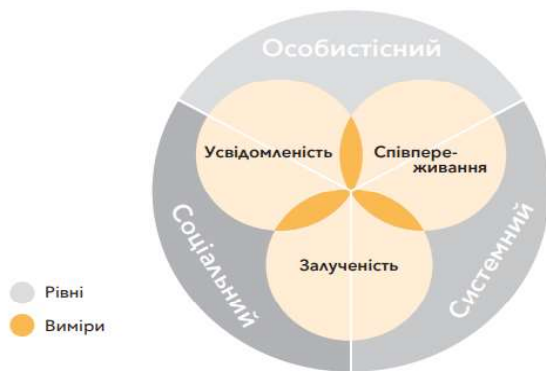 Особистісний
Усвідомленість
Співпере-
живання
Соціальний
Системний
Залученість
Рівні
Виміри